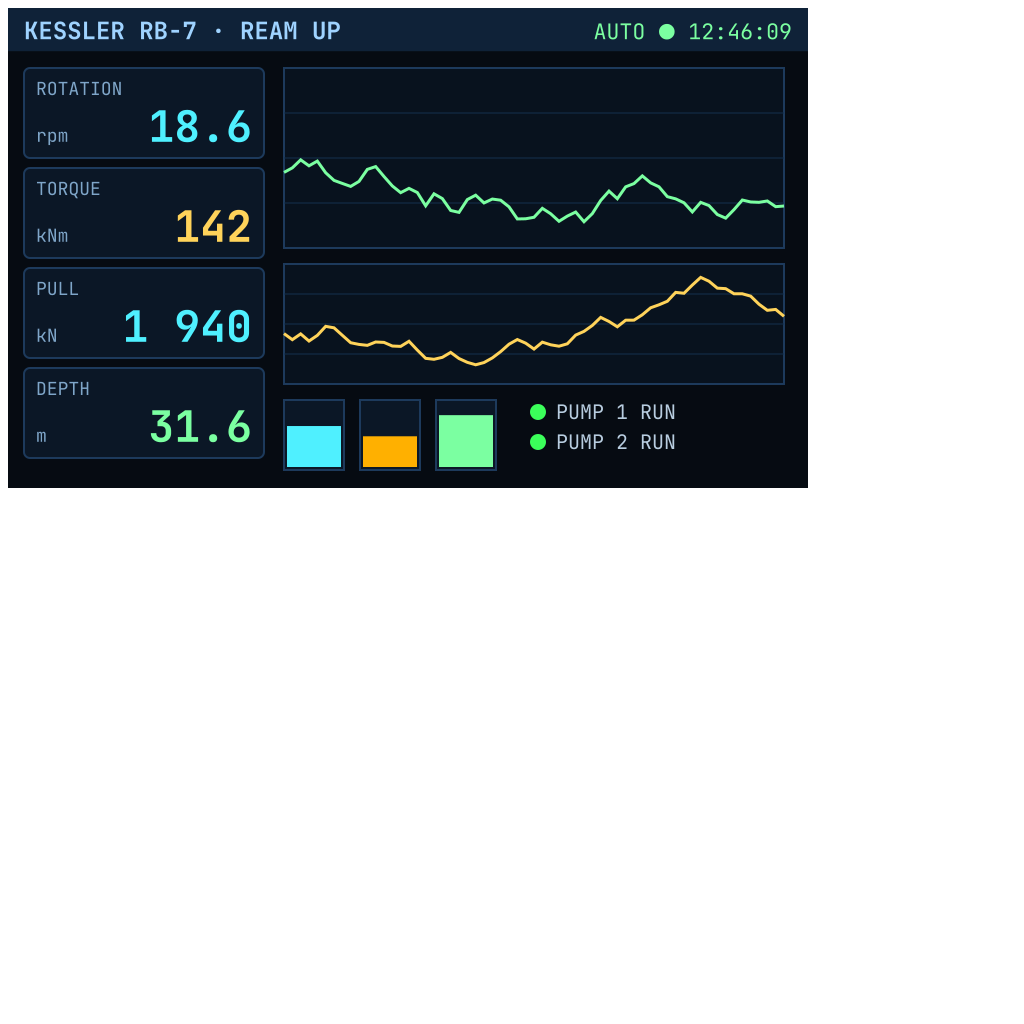 KESSLER RB-7 · REAM UP
AUTO ● 12:46:09
ROTATION
rpm 18.6
TORQUE
kNm 142
PULL
kN 1 940
DEPTH
m 31.6
PUMP 1 RUN
PUMP 2 RUN